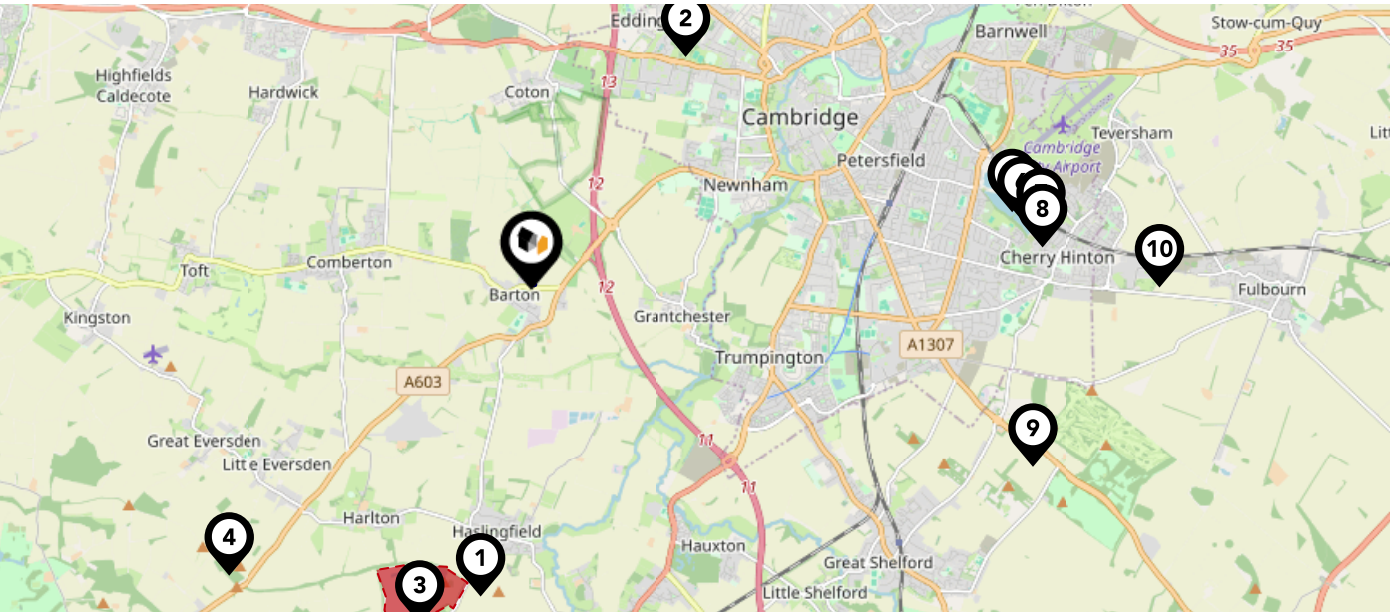 Edding
2
Barnwell
Stow-cum-Quy
35
35
13
Highfields
Caldecote
Hardwick
Coton
Cambridge
Teversham
Petersfield
Cambridge
Airport
12
Newnham
8
10
Cherry Hinton
Toft
Comberton
12
Barton
Fulbourn
Kingston
Grantchester
A1307
Trumpington
A603
9
11
Great Eversden
Little Eversden
11
Harlton
Haslingfield
4
1
Hauxton
3
Great Shelford
Little Shelford